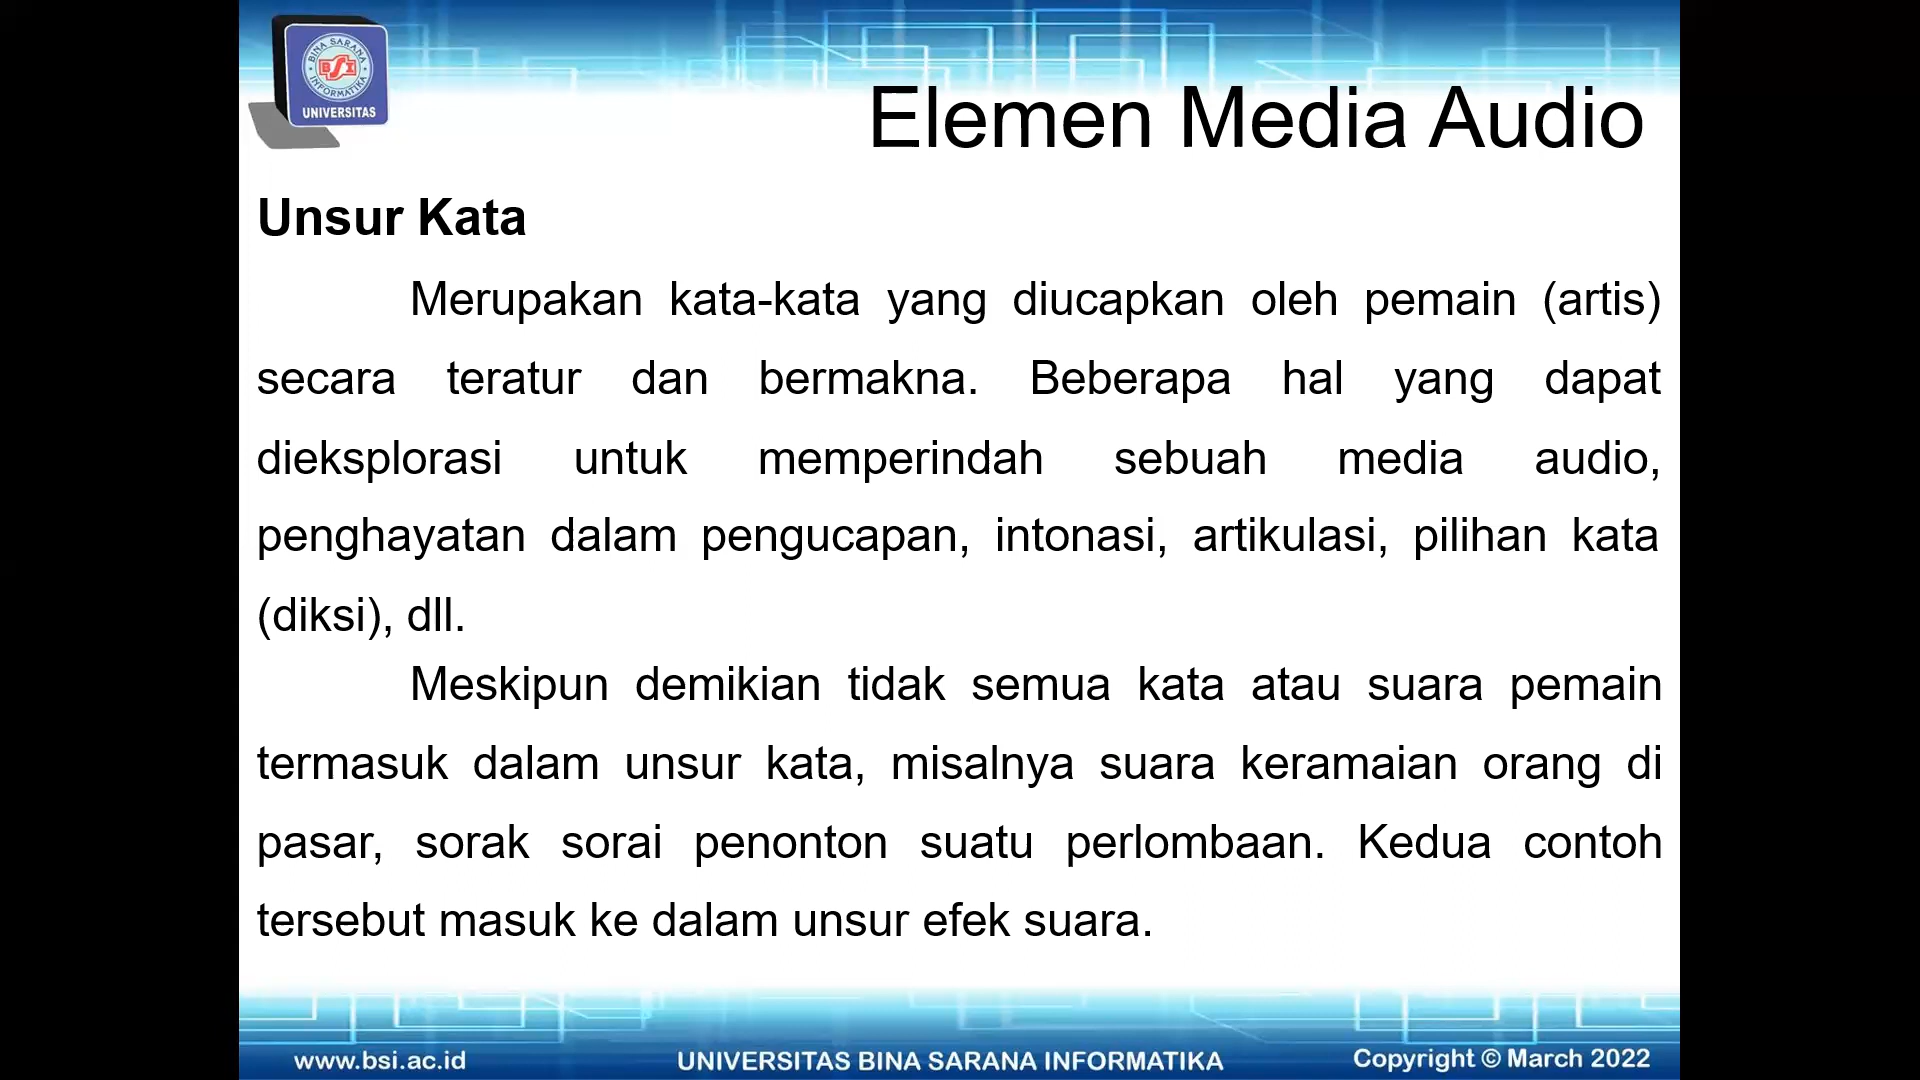 BINA SARANA
BSI
INFORMATIKA
UNIVERSITAS
Elemen Media Audio
Unsur Kata
Merupakan kata-kata yang diucapkan oleh pemain (artis)
secara teratur dan bermakna. Beberapa hal yang dapat
dieksplorasi untuk memperindah sebuah media audio,
penghayatan dalam pengucapan, intonasi, artikulasi, pilihan kata
(diksi), dll.
Meskipun demikian tidak semua kata atau suara pemain
termasuk dalam unsur kata, misalnya suara keramaian orang di
pasar, sorak sorai penonton suatu perlombaan. Kedua contoh
tersebut masuk ke dalam unsur efek suara.
www.bsi.ac.id
UNIVERSITAS BINA SARANA INFORMATIKA
Copyright © March 2022